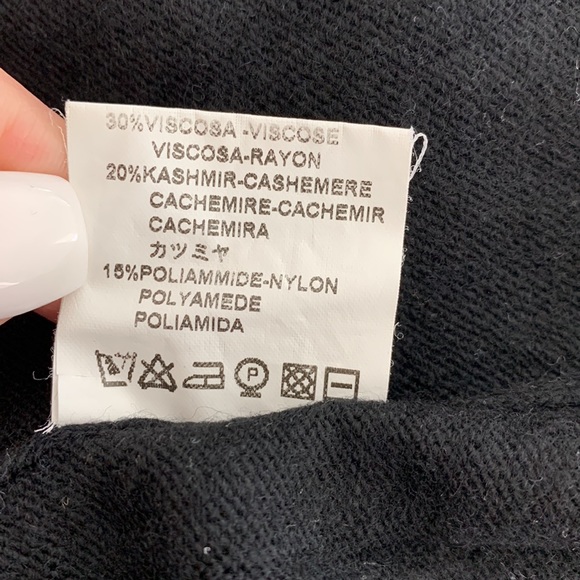 30%VISCOSA-VISCOSE
VISCOSA-RAYON
20%KASHMIR-CASHEMERE
CACHEMIRE-CACHEMIR
CACHEMIRA
カツミヤ
15%POLIAMMIDE-NYLON
POLYAMEDE
POLIAMIDA
P